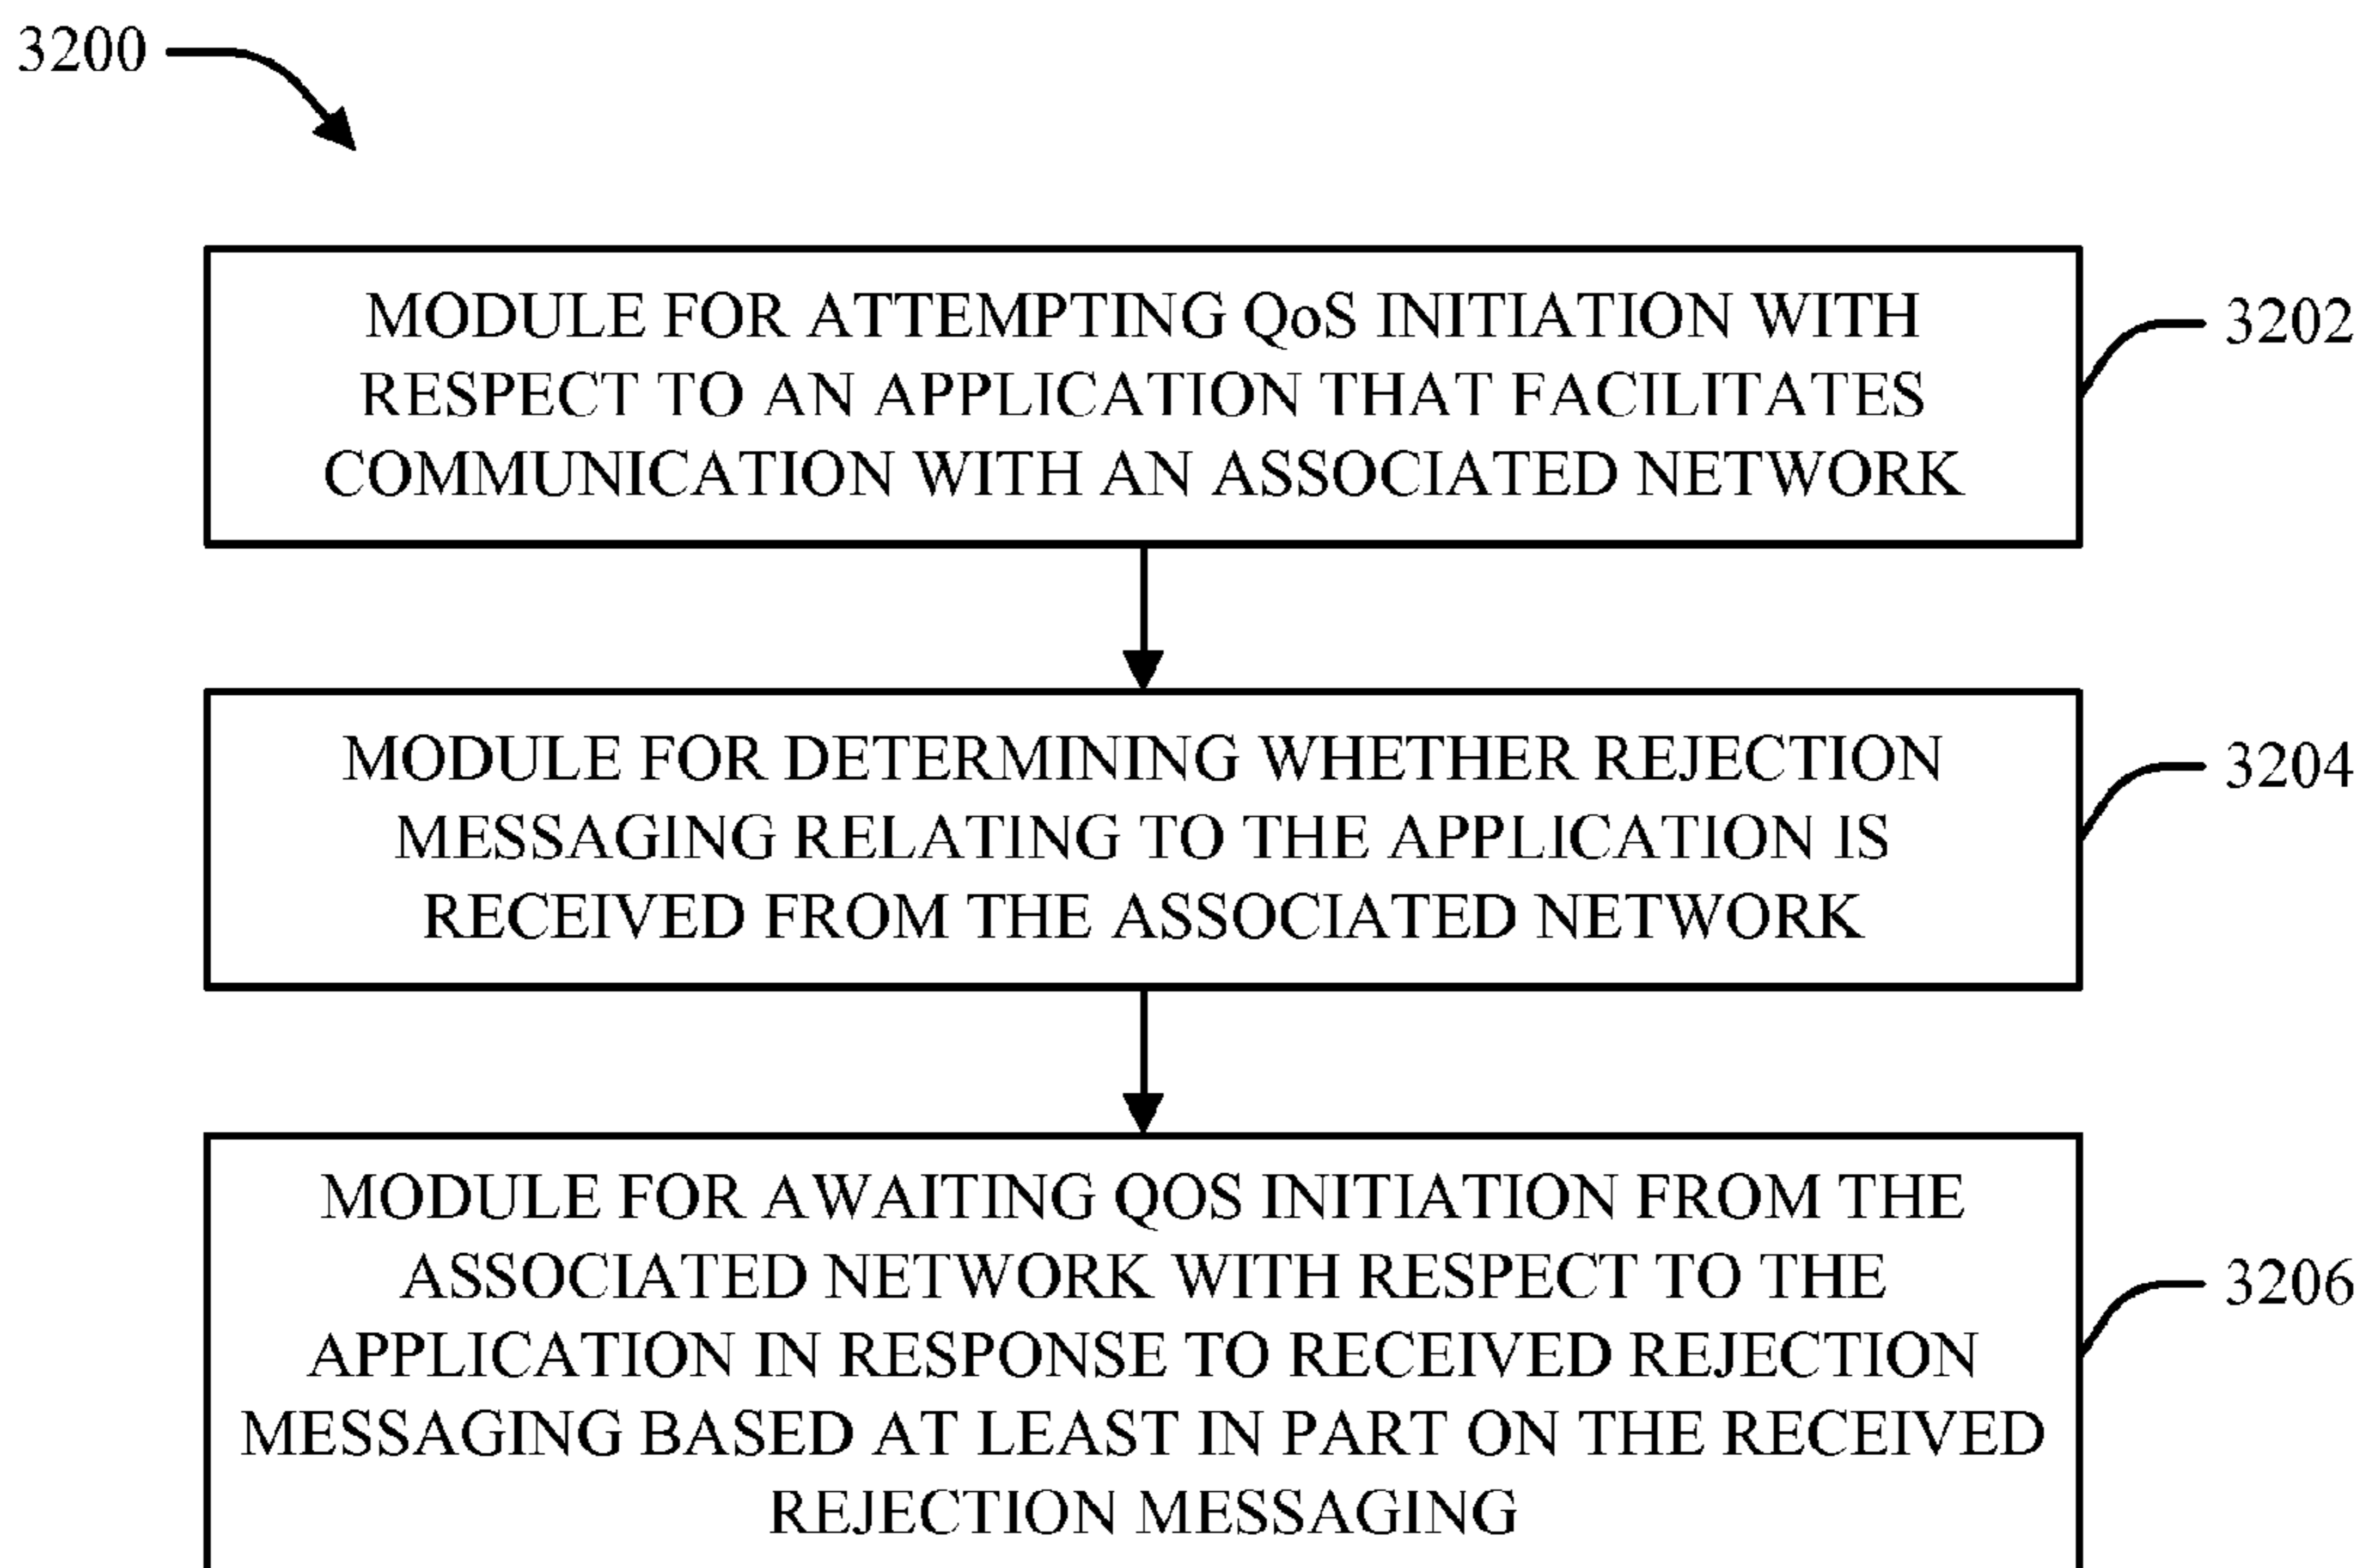 3200
MODULE FOR ATTEMPTING QoS INITIATION WITH
RESPECT TO AN APPLICATION THAT FACILITATES
COMMUNICATION WITH AN ASSOCIATED NETWORK
3202
MODULE FOR DETERMINING WHETHER REJECTION
MESSAGING RELATING TO THE APPLICATION IS
RECEIVED FROM THE ASSOCIATED NETWORK
3204
MODULE FOR AWAITING QOS INITIATION FROM THE
ASSOCIATED NETWORK WITH RESPECT TO THE
APPLICATION IN RESPONSE TO RECEIVED REJECTION
MESSAGING BASED AT LEAST IN PART ON THE RECEIVED
REJECTION MESSAGING
3206